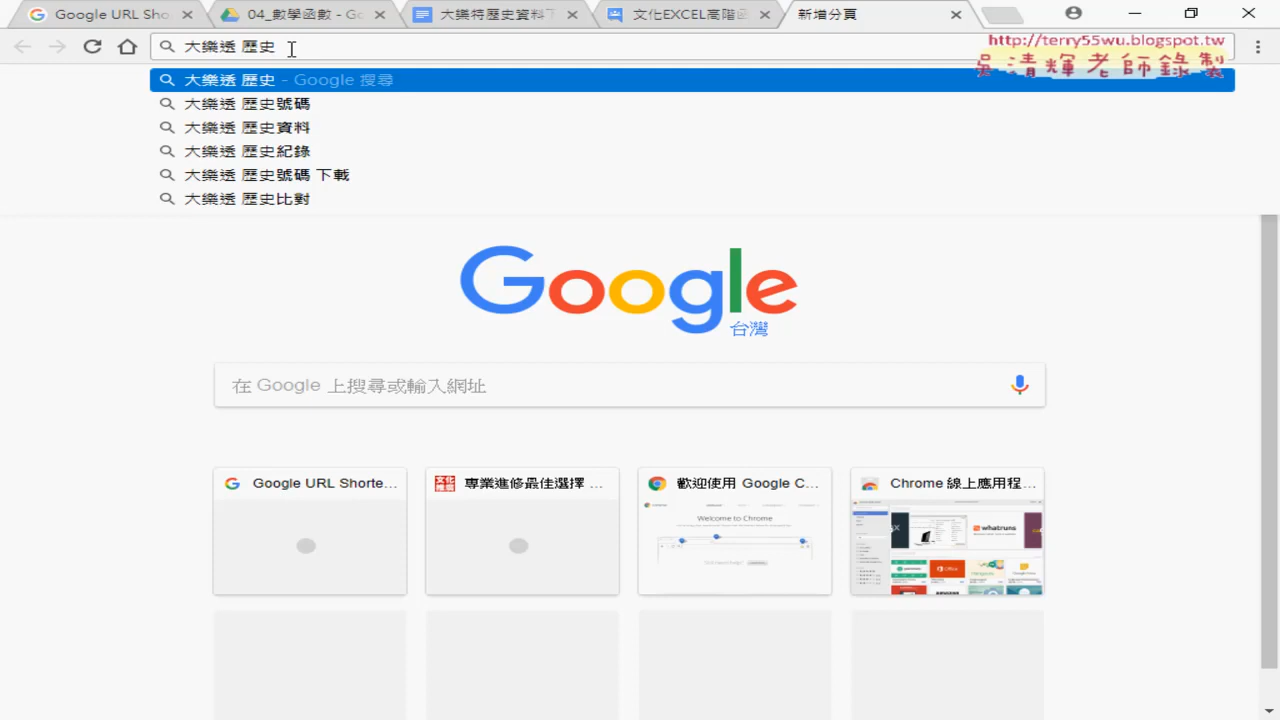 Google URL Sho
04_數學函數 - Go
大樂特歷史資料下
文化EXCEL高階函
新增分頁
http://terry55wu.blogspot.tw
吳清輝老師錄製
大樂透 歷史
大樂透 歷史 - Google 搜尋
大樂透 歷史號碼
大樂透 歷史資料
大樂透 歷史紀錄
大樂透 歷史號碼 下載
大樂透 歷史比對
Google
台灣
在 Google 上搜尋或輸入網址
Google URL Shorte...
專業進修最佳選擇 ...
歡迎使用 Google C...
Chrome 線上應用程...
Welcome to Chrome
whatruns
Office